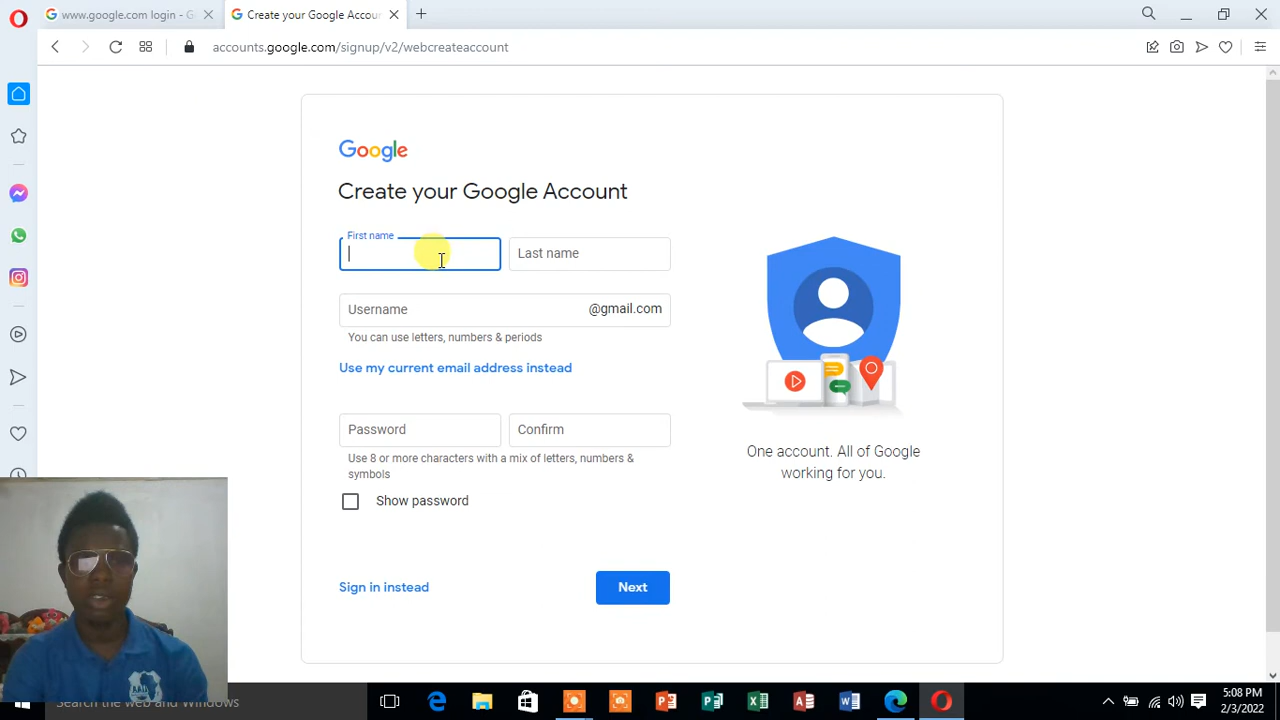 www.google.com login - G
Create your Google Accou
accounts.google.com/signup/v2/webcreateaccount
Google
Create your Google Account
First name
Last name
Username
@gmail.com
You can use letters, numbers & periods
Use my current email address instead
Password
Confirm
Use 8 or more characters with a mix of letters, numbers &
symbols
Show password
One account. All of Google
working for you.
Sign in instead
Next
Search the web and Windows
5:08 PM
2/3/2022